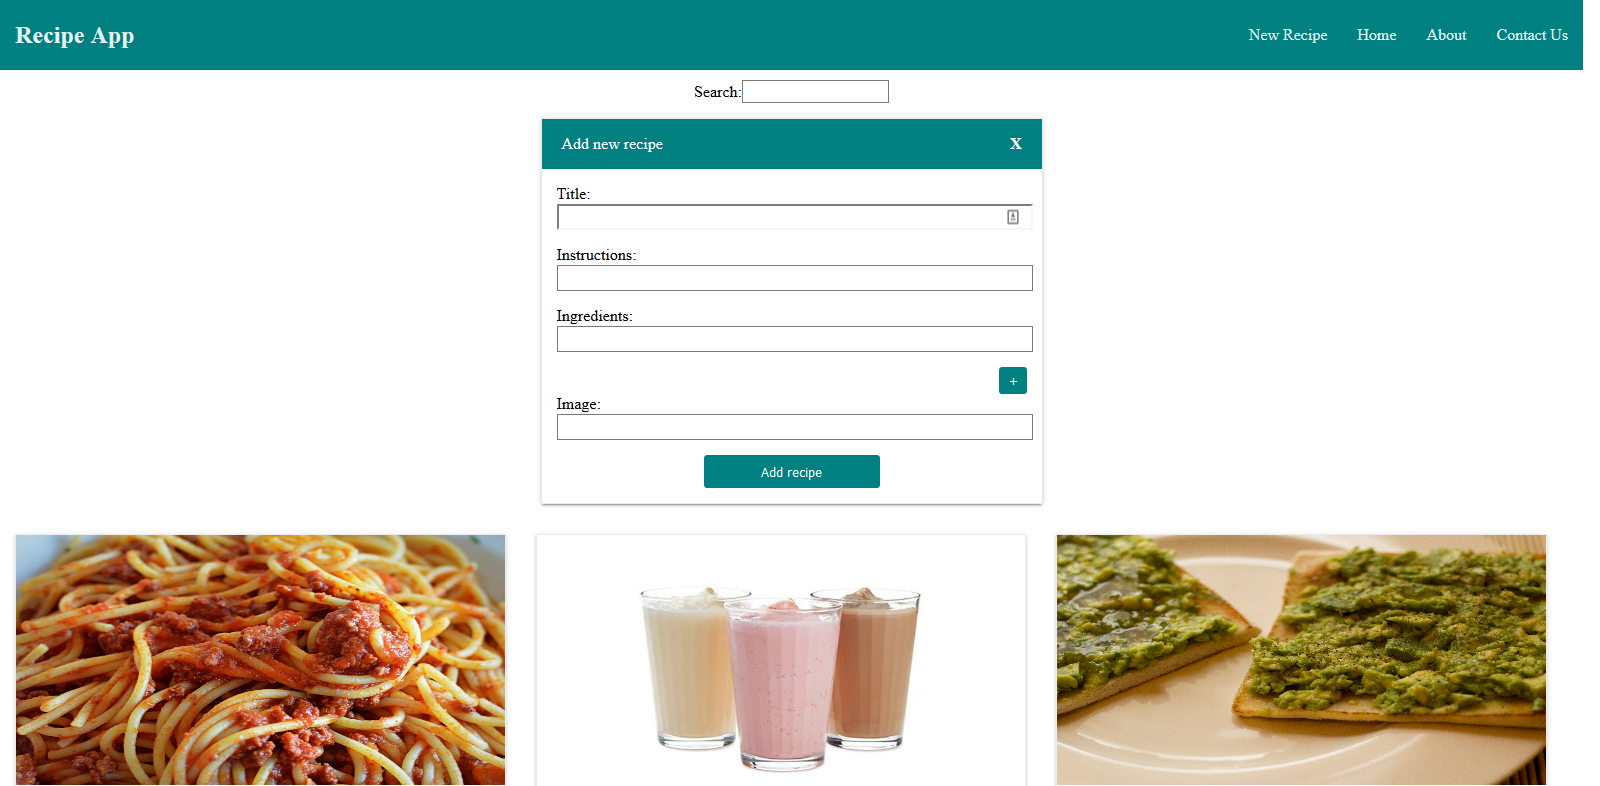 Recipe App
New Recipe Home About Contact Us
Search:
Add new recipe X
Title:
Instructions:
Ingredients:
+
Image:
Add recipe